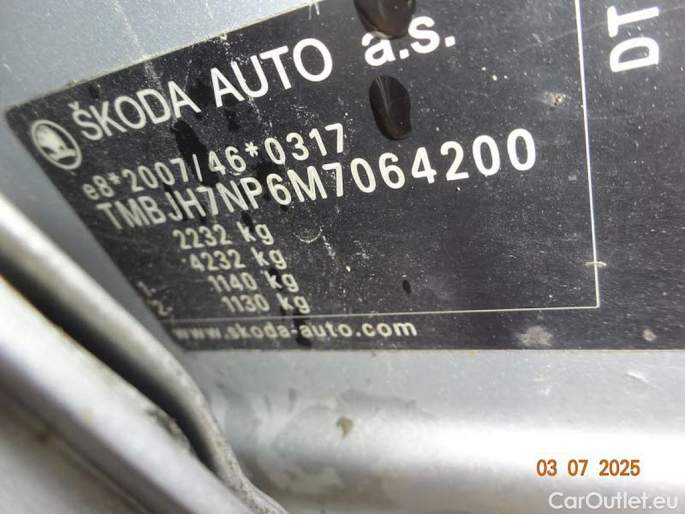 ŠKODA AUTO a.s.
e8*2007/46*0317
TMBJH7NP6M7064200
2232 kg
4232 kg
1- 1140 kg
2- 1130 kg
www.skoda-auto.com
DT
03 07 2025
CarOutlet.eu